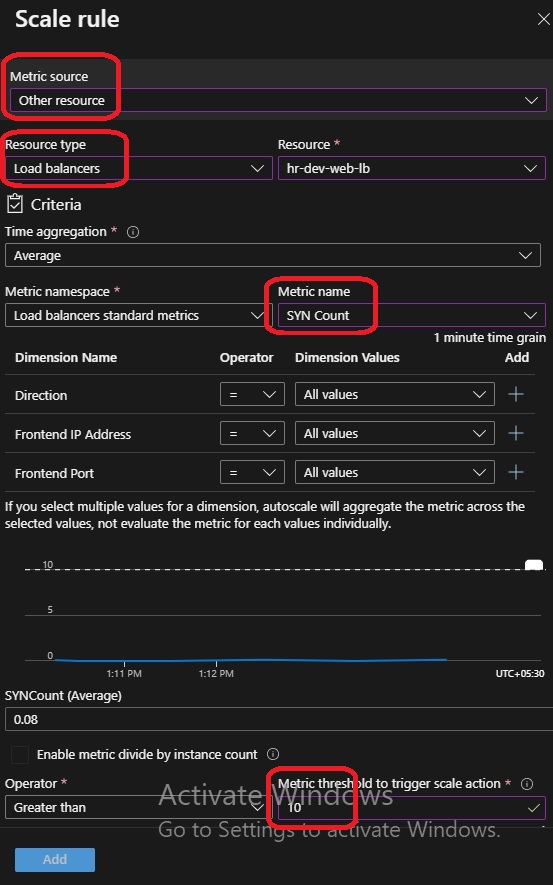 Scale rule
Metric source
Other resource
Resource type
Resource *
Load balancers
hr-dev-web-lb
Criteria
Time aggregation *
Average
Metric namespace *
Metric name
Load balancers standard metrics
SYN Count
1 minute time grain
Dimension Name
Operator
Dimension Values
Add
Direction
=
All values
+
Frontend IP Address
=
All values
+
Frontend Port
=
All values
+
If you select multiple values for a dimension, autoscale will aggregate the metric across the
selected values, not evaluate the metric for each values individually.
10
5
0
1:11 PM
1:12 PM
UTC+05:30
SYNCount (Average)
0.08
Enable metric divide by instance count
Operator *
Metric threshold to trigger scale action *
Greater than
10
Activate Windows
Go to Settings to activate Windows.
Add